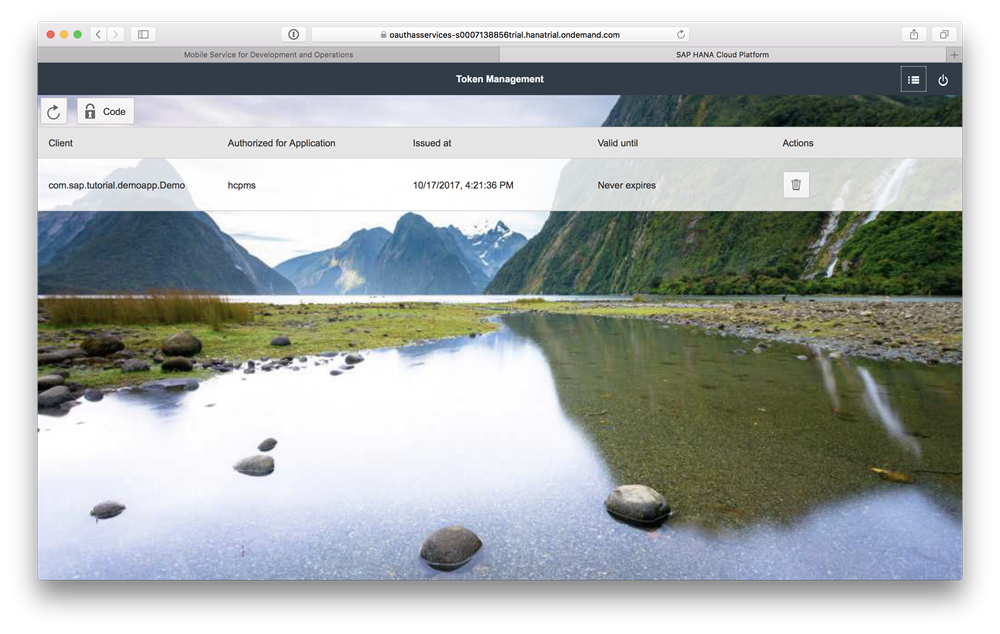 oauthasservices-s0007138856trial.hanatrial.ondemand.com
Mobile Service for Development and Operations
SAP HANA Cloud Platform
Token Management
Code
Client Authorized for Application Issued at Valid until Actions
com.sap.tutorial.demoapp.Demo hcpms 10/17/2017, 4:21:36 PM Never expires